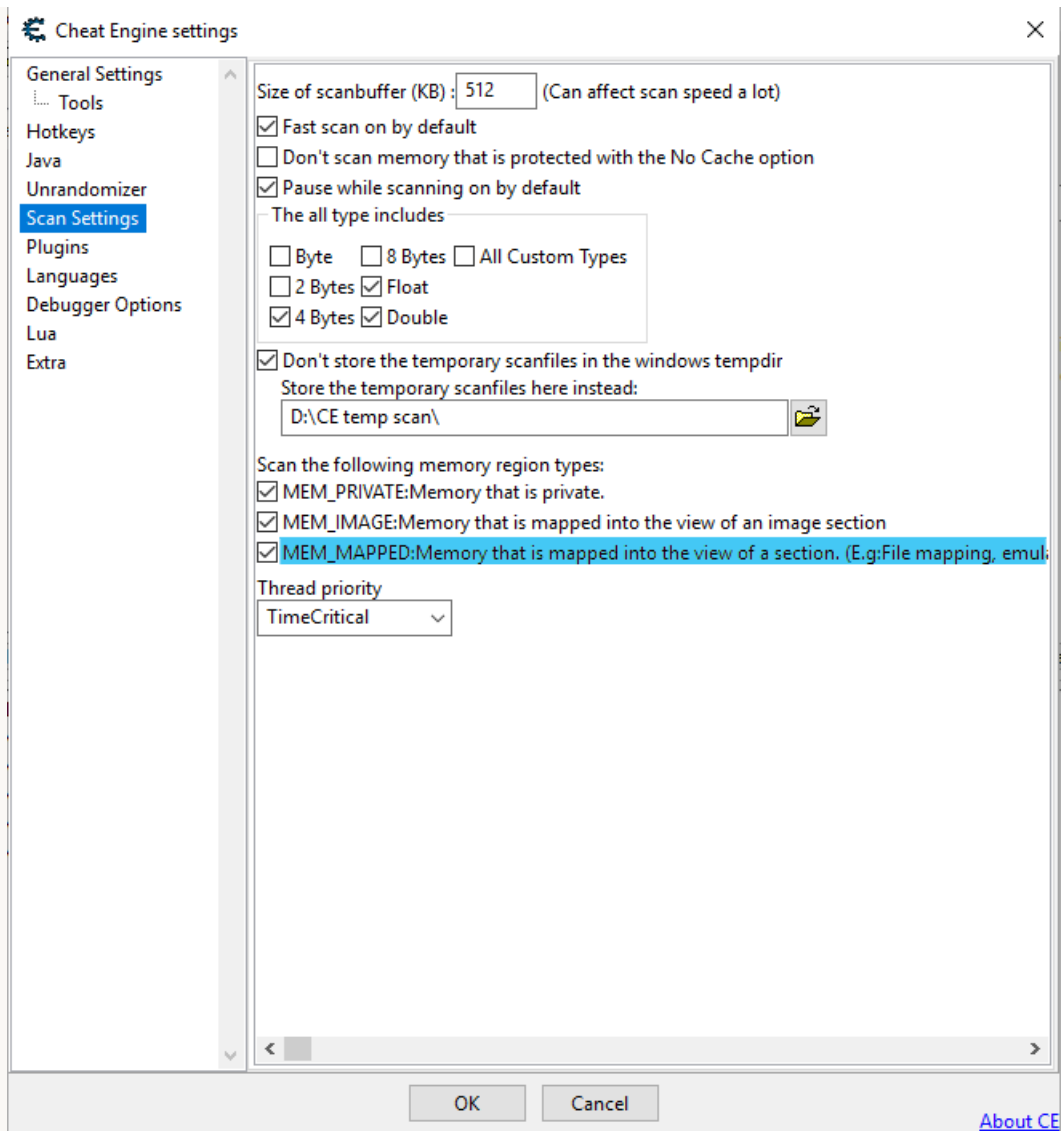 Cheat Engine settings
General Settings
Tools
Hotkeys
Java
Unrandomizer
Scan Settings
Plugins
Languages
Debugger Options
Lua
Extra
Size of scanbuffer (KB) : 512 (Can affect scan speed a lot)
Fast scan on by default
Don't scan memory that is protected with the No Cache option
Pause while scanning on by default
The all type includes
Byte 8 Bytes All Custom Types
2 Bytes Float
4 Bytes Double
Don't store the temporary scanfiles in the windows tempdir
Store the temporary scanfiles here instead:
D:\CE temp scan\
Scan the following memory region types:
MEM_PRIVATE:Memory that is private.
MEM_IMAGE:Memory that is mapped into the view of an image section
MEM_MAPPED:Memory that is mapped into the view of a section. (E.g:File mapping, emul
Thread priority
TimeCritical
OK Cancel
About CE